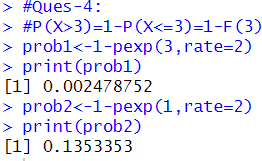 > #Ques-4:
> #P(X>3)=1-P(X<=3)=1-F(3)
> prob1<-1-pexp(3,rate=2)
> print(prob1)
[1] 0.002478752
> prob2<-1-pexp(1,rate=2)
> print(prob2)
[1] 0.1353353